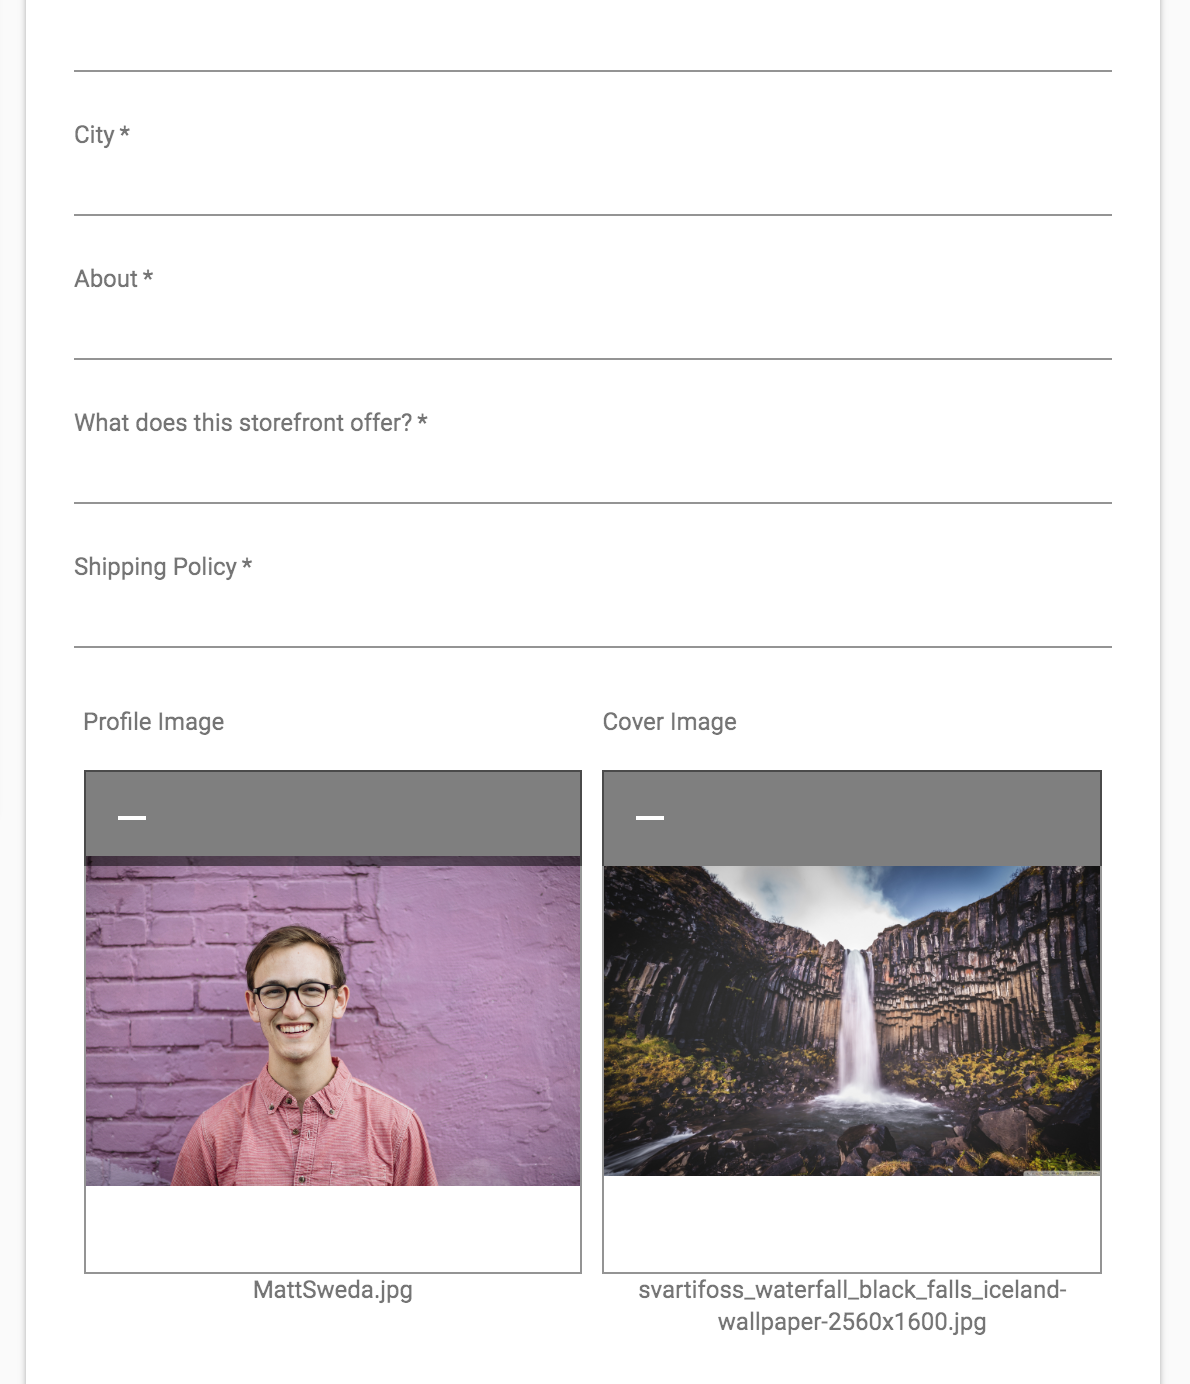 City *
About *
What does this storefront offer? *
Shipping Policy *
Profile Image
Cover Image
MattSweda.jpg
svartifoss_waterfall_black_falls_iceland-
wallpaper-2560x1600.jpg